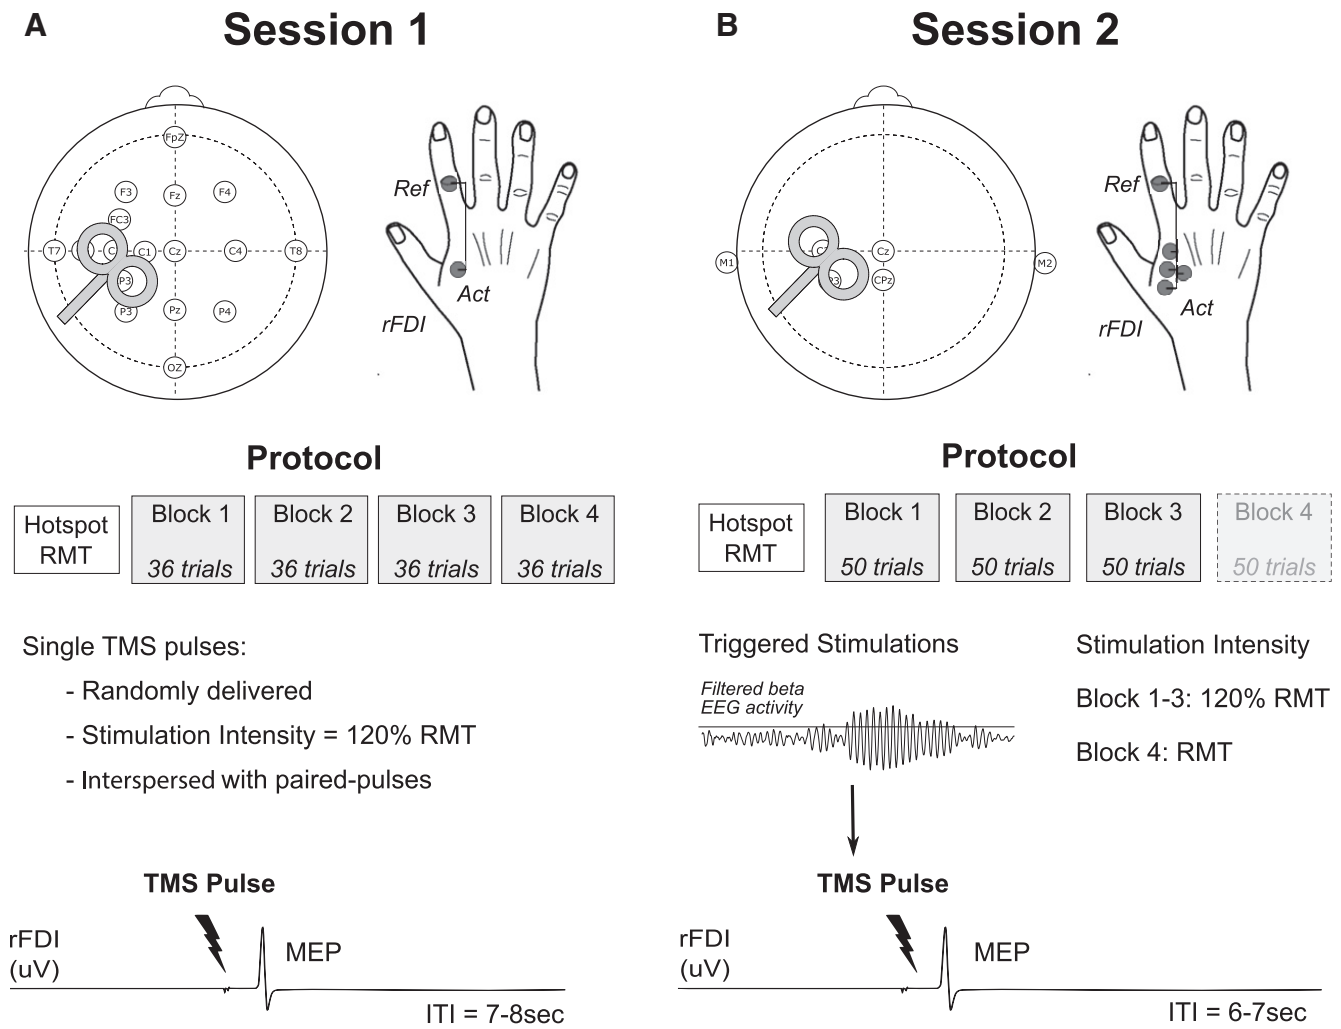 A
Session 1
FpZ
F3
Fz
F4
FC3
T7
C1
Cz
C4
T8
P3
P3
Pz
P4
OZ
Ref
Act
rFDI
Protocol
Hotspot
RMT
Block 1
36 trials
Block 2
36 trials
Block 3
36 trials
Block 4
36 trials
Single TMS pulses:
- Randomly delivered
- Stimulation Intensity = 120% RMT
- Interspersed with paired-pulses
TMS Pulse
rFDI
(uV)
MEP
ITI = 7-8sec
B
Session 2
M1
Cz
M2
CPz
Ref
Act
rFDI
Protocol
Hotspot
RMT
Block 1
50 trials
Block 2
50 trials
Block 3
50 trials
Block 4
50 trials
Triggered Stimulations
Filtered beta
EEG activity
Stimulation Intensity
Block 1-3: 120% RMT
Block 4: RMT
TMS Pulse
rFDI
(uV)
MEP
ITI = 6-7sec